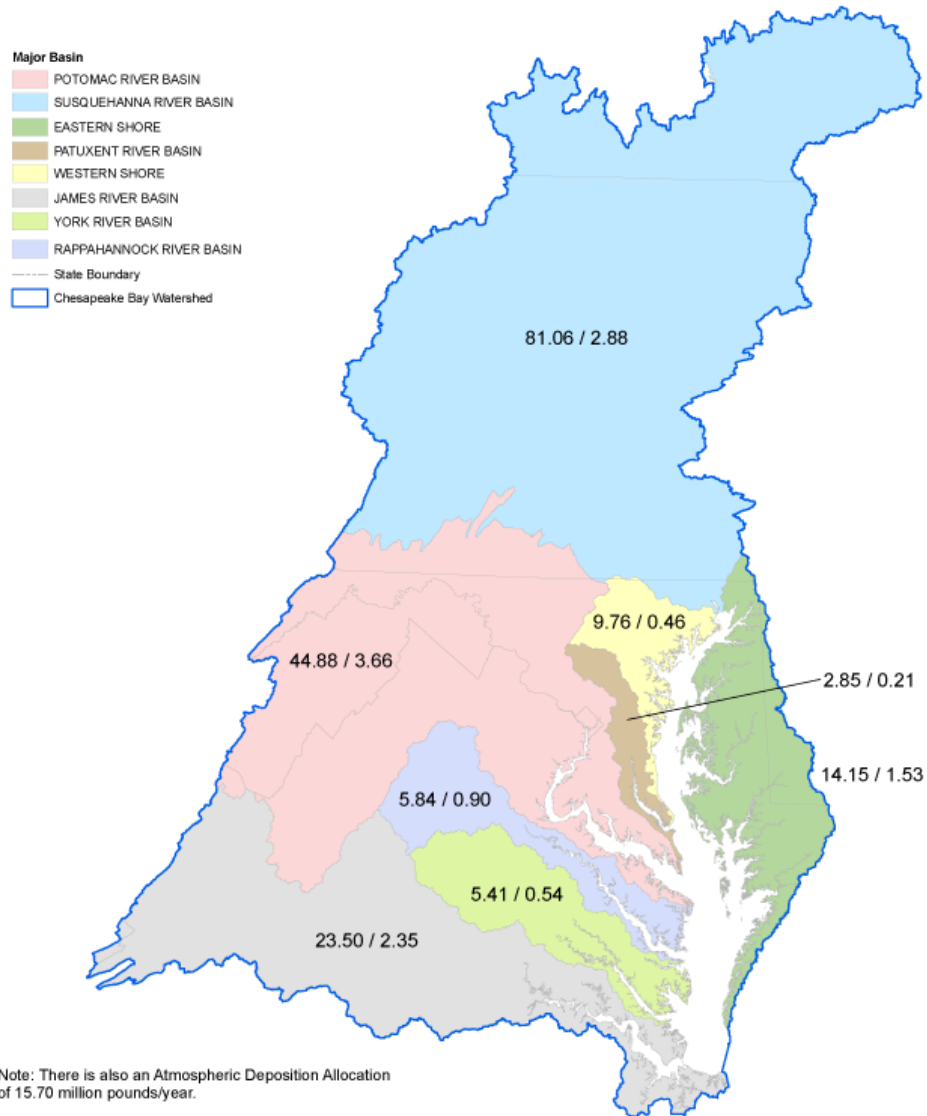 Major Basin
POTOMAC RIVER BASIN
SUSQUEHANNA RIVER BASIN
EASTERN SHORE
PATUXENT RIVER BASIN
WESTERN SHORE
JAMES RIVER BASIN
YORK RIVER BASIN
RAPPAHANNOCK RIVER BASIN
State Boundary
Chesapeake Bay Watershed
81.06 / 2.88
9.76 / 0.46
44.88 / 3.66
2.85 / 0.21
14.15 / 1.53
5.84 / 0.90
5.41 / 0.54
23.50 / 2.35
Note: There is also an Atmospheric Deposition Allocation
of 15.70 million pounds/year.